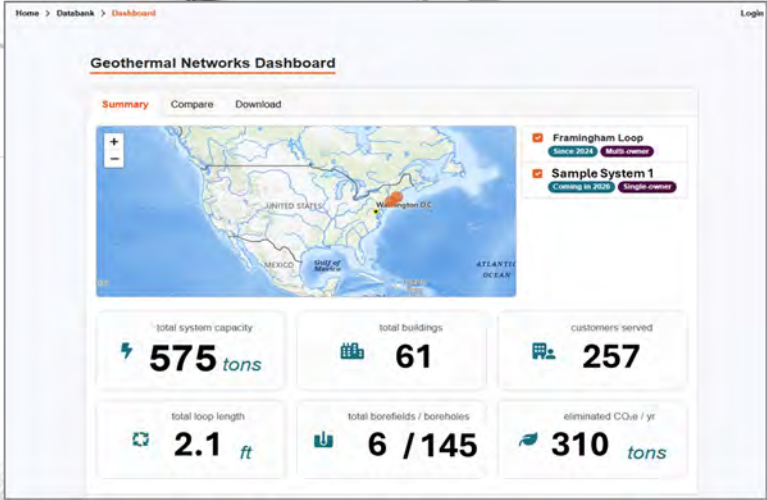 Home > Databank > Dashboard
Login
Geothermal Networks Dashboard
Summary Compare Download
+
−
UNITED STATES
Washington D.C.
MEXICO
Gulf of
Mexico
ATLANTIC
OCEAN
Framingham Loop
Since 2024 Multi-owner
Sample System 1
Coming in 2026 Single-owner
total system capacity
575 tons
total buildings
61
customers served
257
total loop length
2.1 ft
total borefields / boreholes
6 / 145
eliminated CO₂e / yr
310 tons